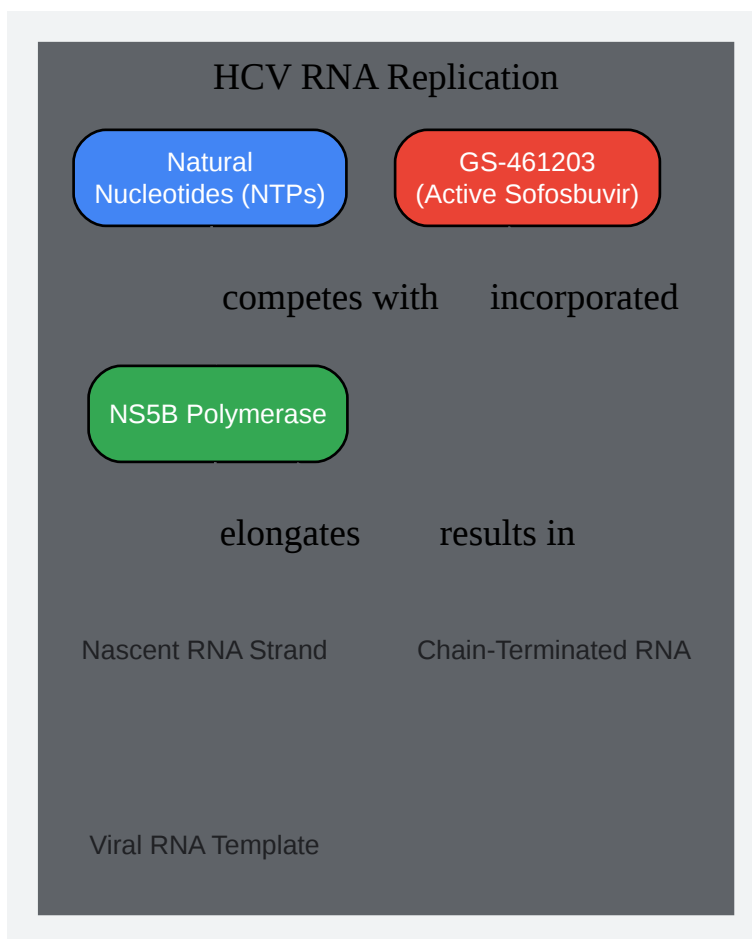 HCV RNA Replication
Natural
Nucleotides (NTPs)
GS-461203
(Active Sofosbuvir)
competes with
incorporated
NS5B Polymerase
elongates
results in
Nascent RNA Strand
Chain-Terminated RNA
Viral RNA Template